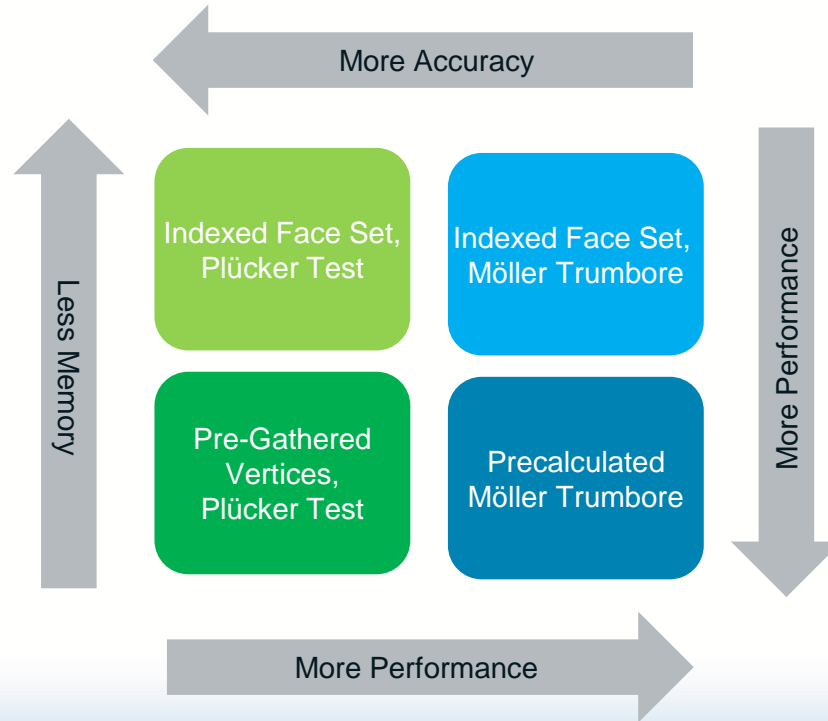 More Accuracy
Less Memory
Indexed Face Set,
Plücker Test
Indexed Face Set,
Möller Trumbore
More Performance
Pre-Gathered
Vertices,
Plücker Test
Precalculated
Möller Trumbore
More Performance